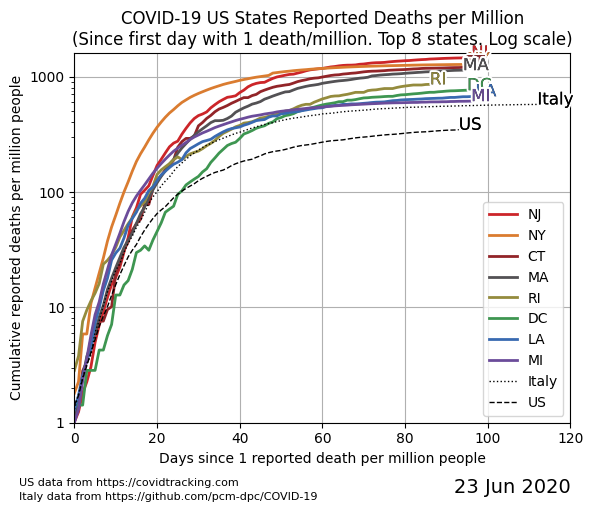 COVID-19 US States Reported Deaths per Million
(Since first day with 1 death/million. Top 8 states. Log scale)
Cumulative reported deaths per million people
1000
100
10
1
NJ
MA
RI
DC
LA
MI
Italy
US
NJ
NY
CT
MA
RI
DC
LA
MI
Italy
US
0 20 40 60 80 100 120
Days since 1 reported death per million people
US data from https://covidtracking.com
Italy data from https://github.com/pcm-dpc/COVID-19
23 Jun 2020